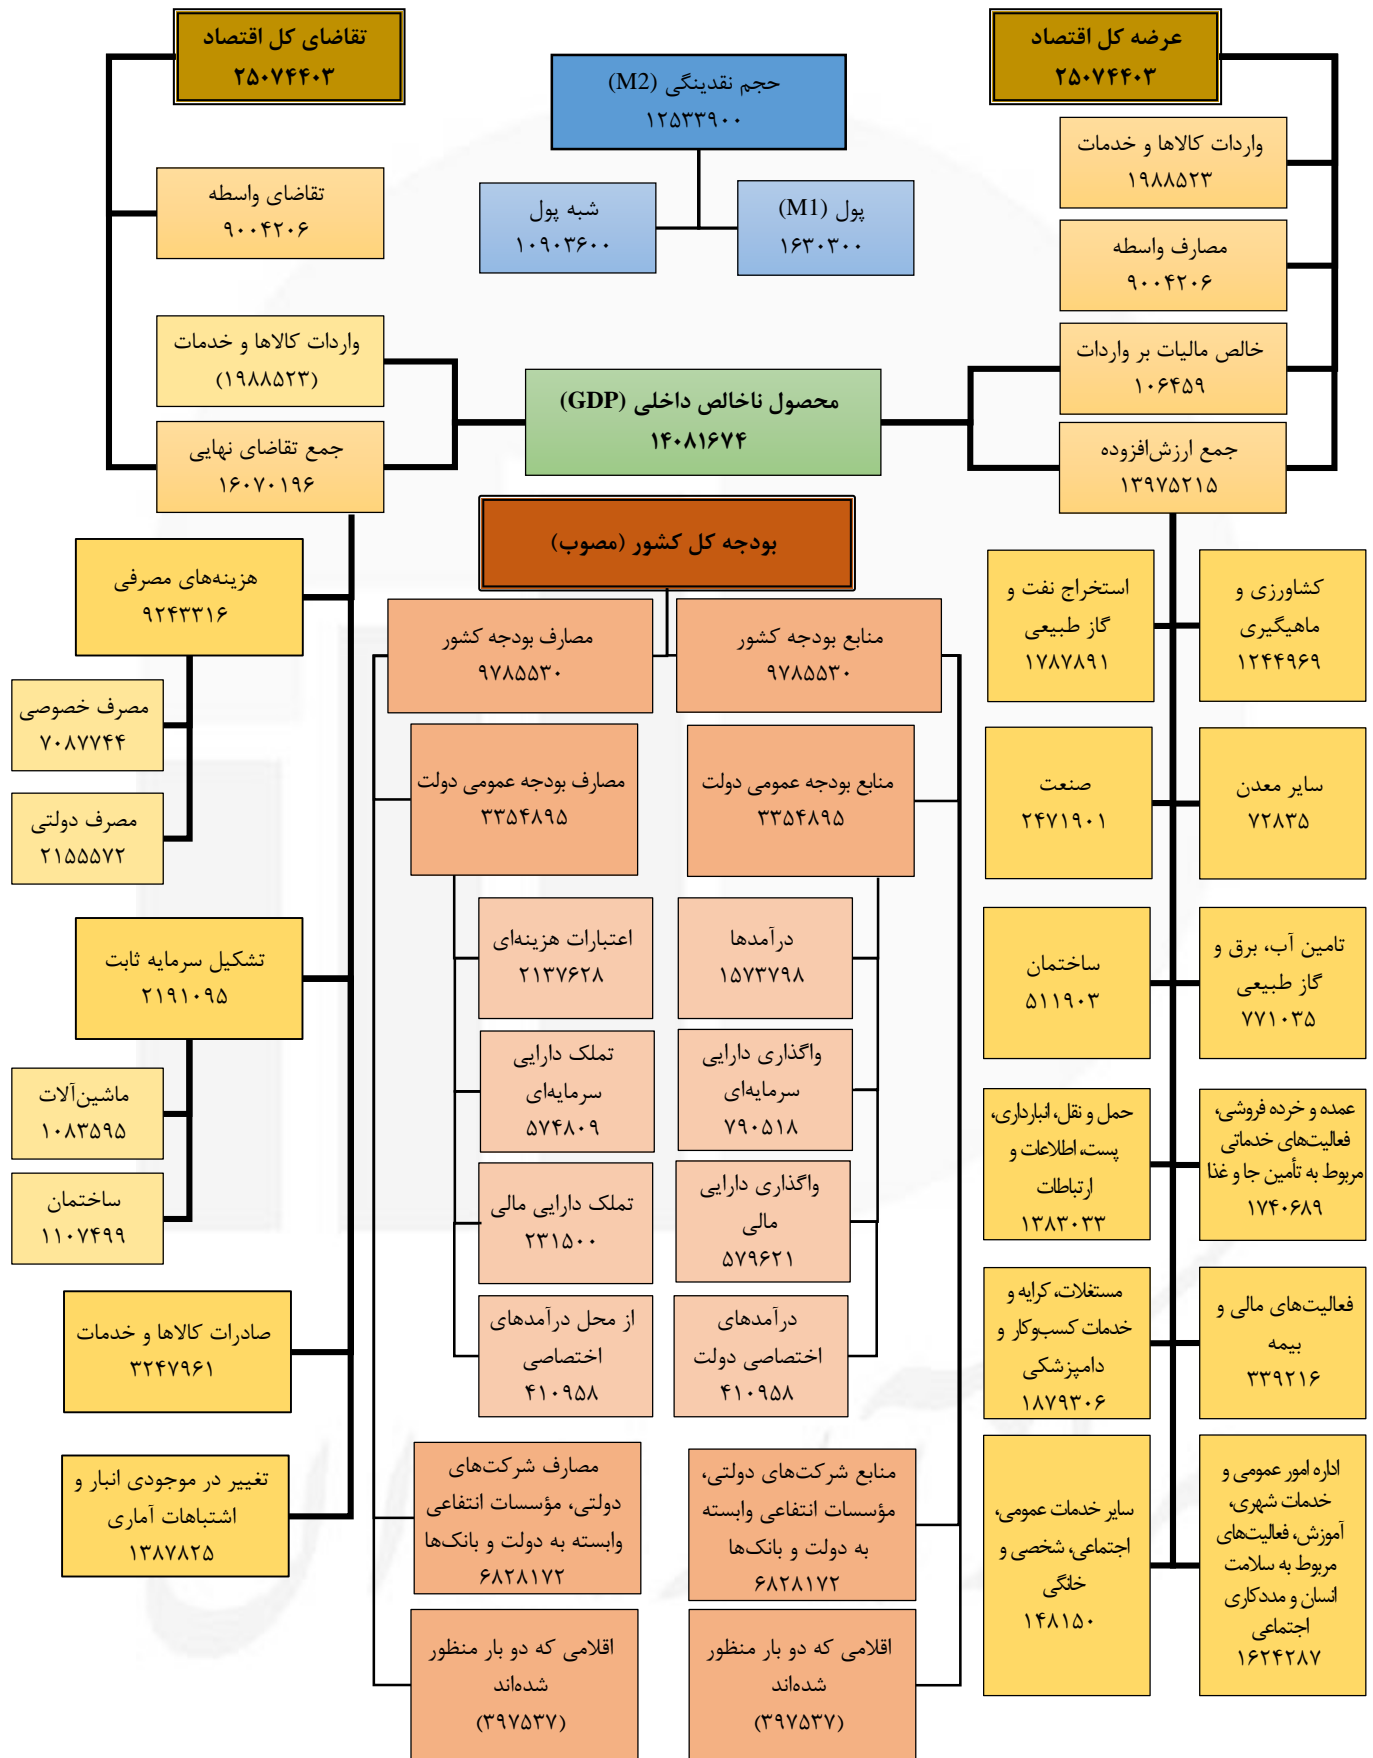 عرضه کل اقتصاد
۲۵۰۷۴۴۰۳
واردات کالاها و خدمات
۱۹۸۸۵۲۳
مصارف واسطه
۹۰۰۴۲۰۶
خالص مالیات بر واردات
۱۰۶۴۵۹
جمع ارزش‌افزوده
۱۳۹۷۵۲۱۵
کشاورزی و
ماهیگیری
۱۲۴۴۹۶۹
استخراج نفت و
گاز طبیعی
۱۷۸۷۸۹۱
سایر معدن
۷۲۸۳۵
صنعت
۲۴۷۱۹۰۱
تامین آب، برق و
گاز طبیعی
۷۷۱۰۳۵
ساختمان
۵۱۱۹۰۳
عمده و خرده فروشی،
فعالیت‌های خدماتی
مربوط به تأمین جا و غذا
۱۷۴۰۶۸۹
حمل و نقل، انبارداری،
پست، اطلاعات و
ارتباطات
۱۳۸۳۰۳۳
فعالیت‌های مالی و
بیمه
۳۳۹۲۱۶
مستغلات، کرایه و
خدمات کسب‌وکار و
دامپزشکی
۱۸۷۹۳۰۶
اداره امور عمومی و
خدمات شهری،
آموزش، فعالیت‌های
مربوط به سلامت
انسان و مددکاری
اجتماعی
۱۶۲۴۲۸۷
سایر خدمات عمومی،
اجتماعی، شخصی و
خانگی
۱۴۸۱۵۰
حجم نقدینگی (M2)
۱۲۵۳۳۹۰۰
پول (M1)
۱۶۳۰۳۰۰
شبه پول
۱۰۹۰۳۶۰۰
محصول ناخالص داخلی (GDP)
۱۴۰۸۱۶۷۴
بودجه کل کشور (مصوب)
منابع بودجه کشور
۹۷۸۵۵۳۰
منابع بودجه عمومی دولت
۳۳۵۴۸۹۵
درآمدها
۱۵۷۳۷۹۸
واگذاری دارایی
سرمایه‌ای
۷۹۰۵۱۸
واگذاری دارایی
مالی
۵۷۹۶۲۱
درآمدهای
اختصاصی دولت
۴۱۰۹۵۸
منابع شرکت‌های دولتی،
مؤسسات انتفاعی وابسته
به دولت و بانک‌ها
۶۸۲۸۱۷۲
اقلامی که دو بار منظور
شده‌اند
(۳۹۷۵۳۷)
مصارف بودجه کشور
۹۷۸۵۵۳۰
مصارف بودجه عمومی دولت
۳۳۵۴۸۹۵
اعتبارات هزینه‌ای
۲۱۳۷۶۲۸
تملک دارایی
سرمایه‌ای
۵۷۴۸۰۹
تملک دارایی مالی
۲۳۱۵۰۰
از محل درآمدهای
اختصاصی
۴۱۰۹۵۸
مصارف شرکت‌های
دولتی، مؤسسات انتفاعی
وابسته به دولت و بانک‌ها
۶۸۲۸۱۷۲
اقلامی که دو بار منظور
شده‌اند
(۳۹۷۵۳۷)
تقاضای کل اقتصاد
۲۵۰۷۴۴۰۳
تقاضای واسطه
۹۰۰۴۲۰۶
واردات کالاها و خدمات
(۱۹۸۸۵۲۳)
جمع تقاضای نهایی
۱۶۰۷۰۱۹۶
هزینه‌های مصرفی
۹۲۴۳۳۱۶
مصرف خصوصی
۷۰۸۷۷۴۴
مصرف دولتی
۲۱۵۵۵۷۲
تشکیل سرمایه ثابت
۲۱۹۱۰۹۵
ماشین‌آلات
۱۰۸۳۵۹۵
ساختمان
۱۱۰۷۴۹۹
صادرات کالاها و خدمات
۳۲۴۷۹۶۱
تغییر در موجودی انبار و
اشتباهات آماری
۱۳۸۷۸۲۵